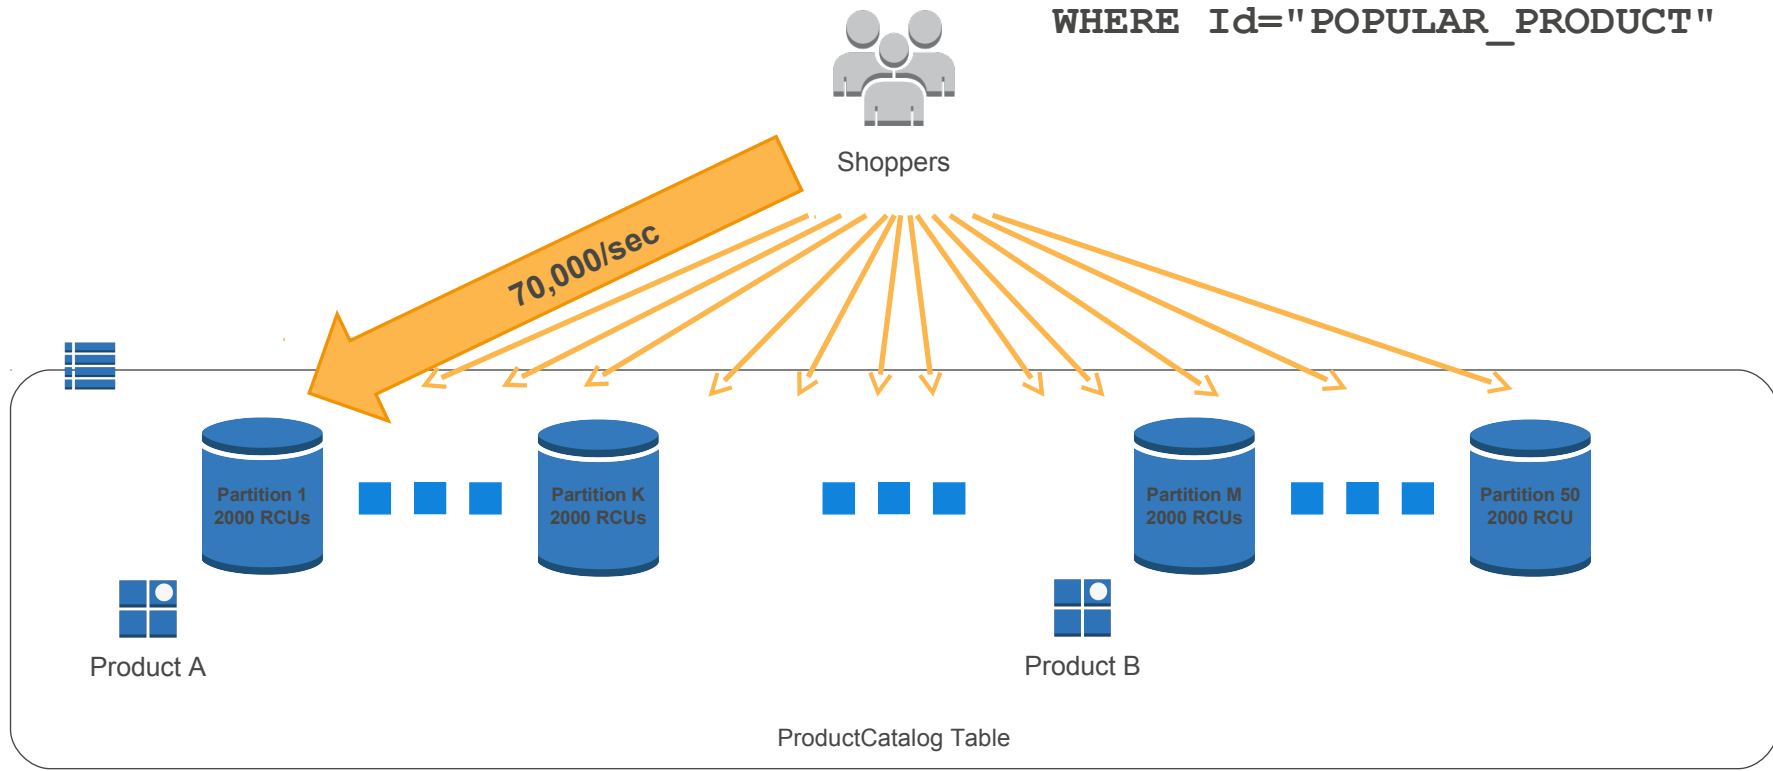 WHERE Id="POPULAR_PRODUCT"
Shoppers
70,000/sec
Partition 1
2000 RCUs
Partition K
2000 RCUs
Partition M
2000 RCUs
Partition 50
2000 RCU
Product A
Product B
ProductCatalog Table